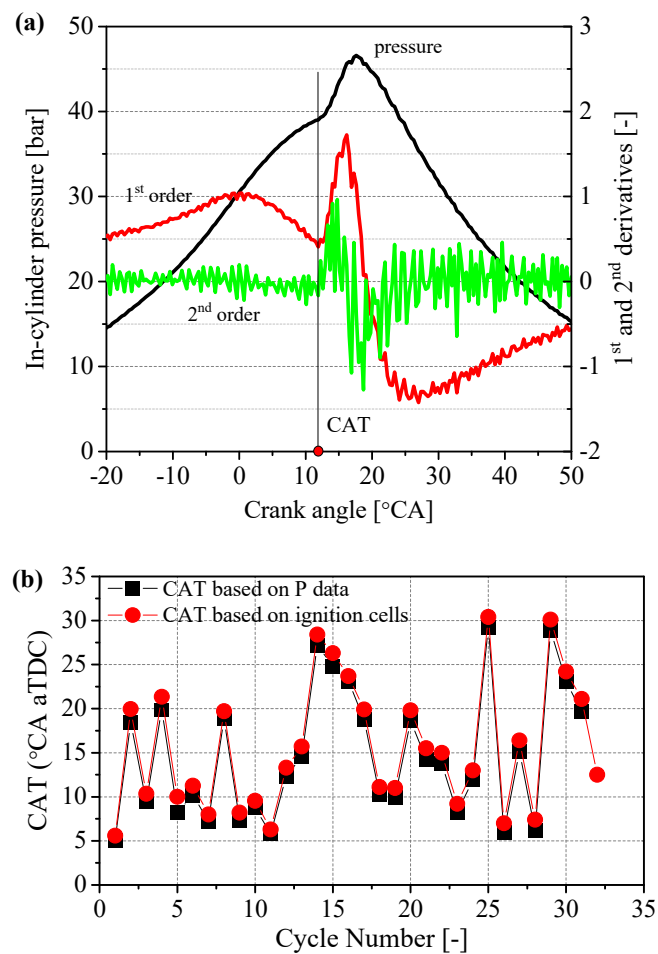 (a)
50
40
30
20
10
0
In-cylinder pressure [bar]
pressure
1st order
2nd order
CAT
3
2
1
0
-1
-2
1st and 2nd derivatives [-]
-20 -10 0 10 20 30 40 50
Crank angle [°CA]
(b)
35
30
25
20
15
10
5
0
CAT (°CA aTDC)
CAT based on P data
CAT based on ignition cells
0 5 10 15 20 25 30 35
Cycle Number [-]